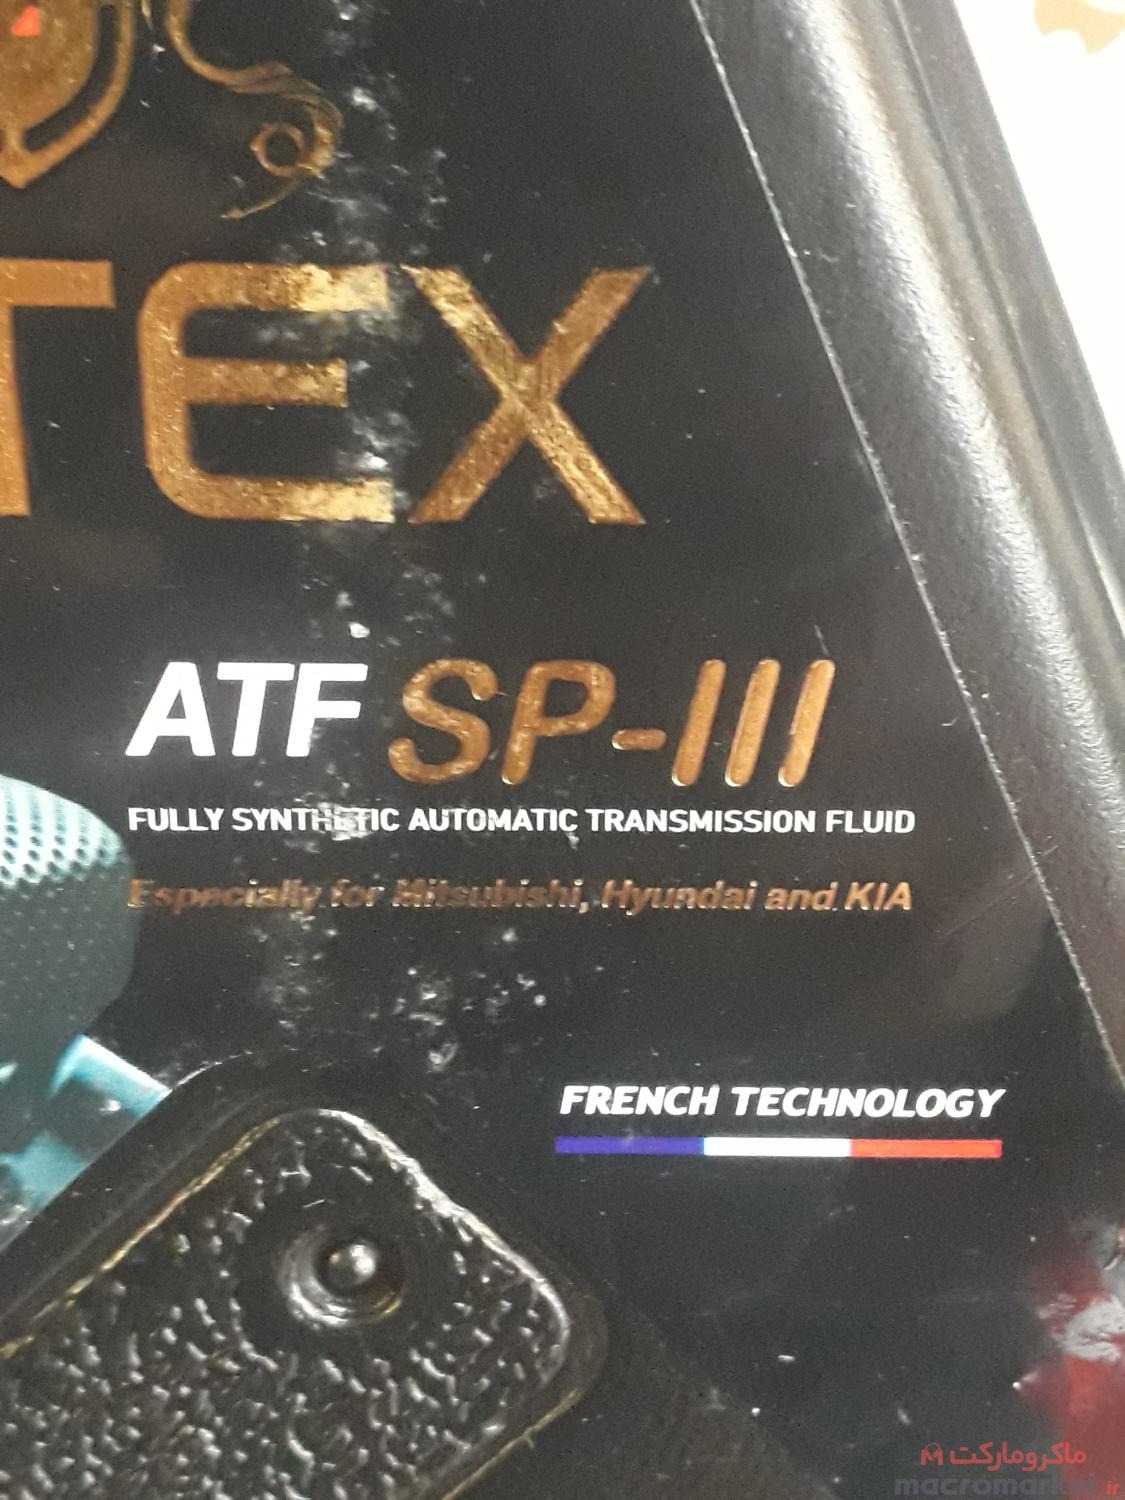 TEX
ATF SP-III
FULLY SYNTHETIC AUTOMATIC TRANSMISSION FLUID
Especially for Mitsubishi, Hyundai and KIA
FRENCH TECHNOLOGY
ماکرومارکت
macromarket.ir